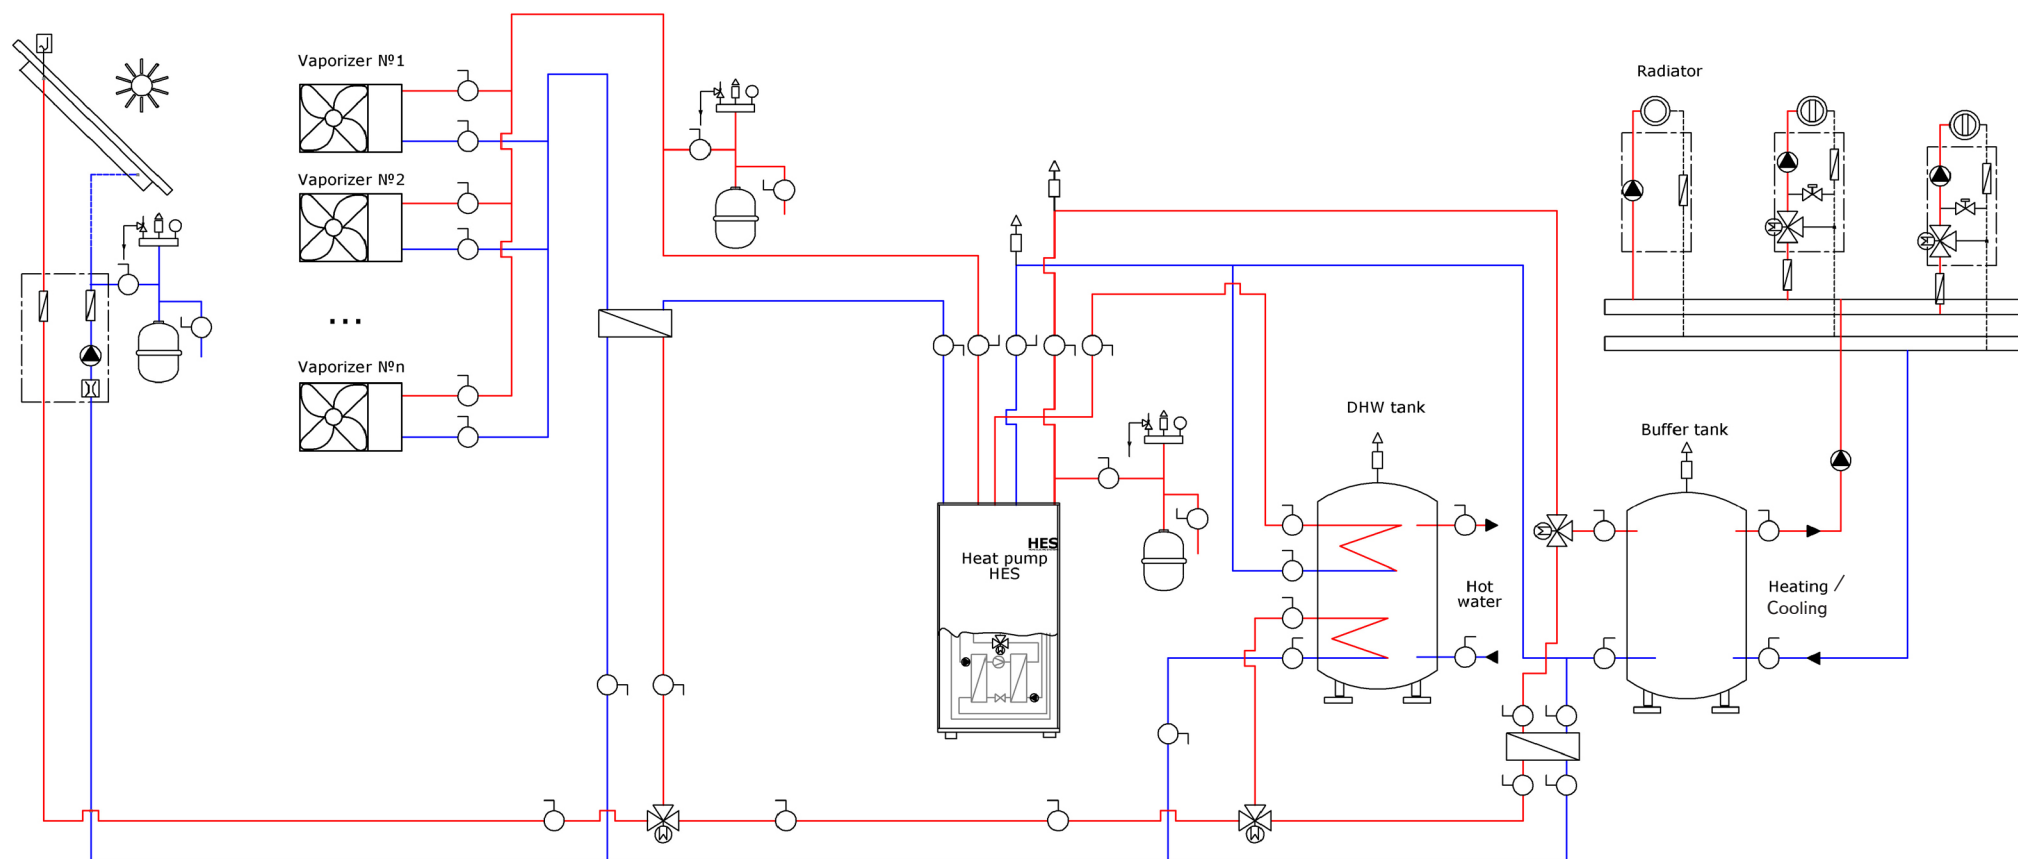 Vaporizer Nº1
Vaporizer Nº2
...
Vaporizer Nºn
HES
Heat pump
HES
DHW tank
Hot
water
Radiator
Buffer tank
Heating /
Cooling